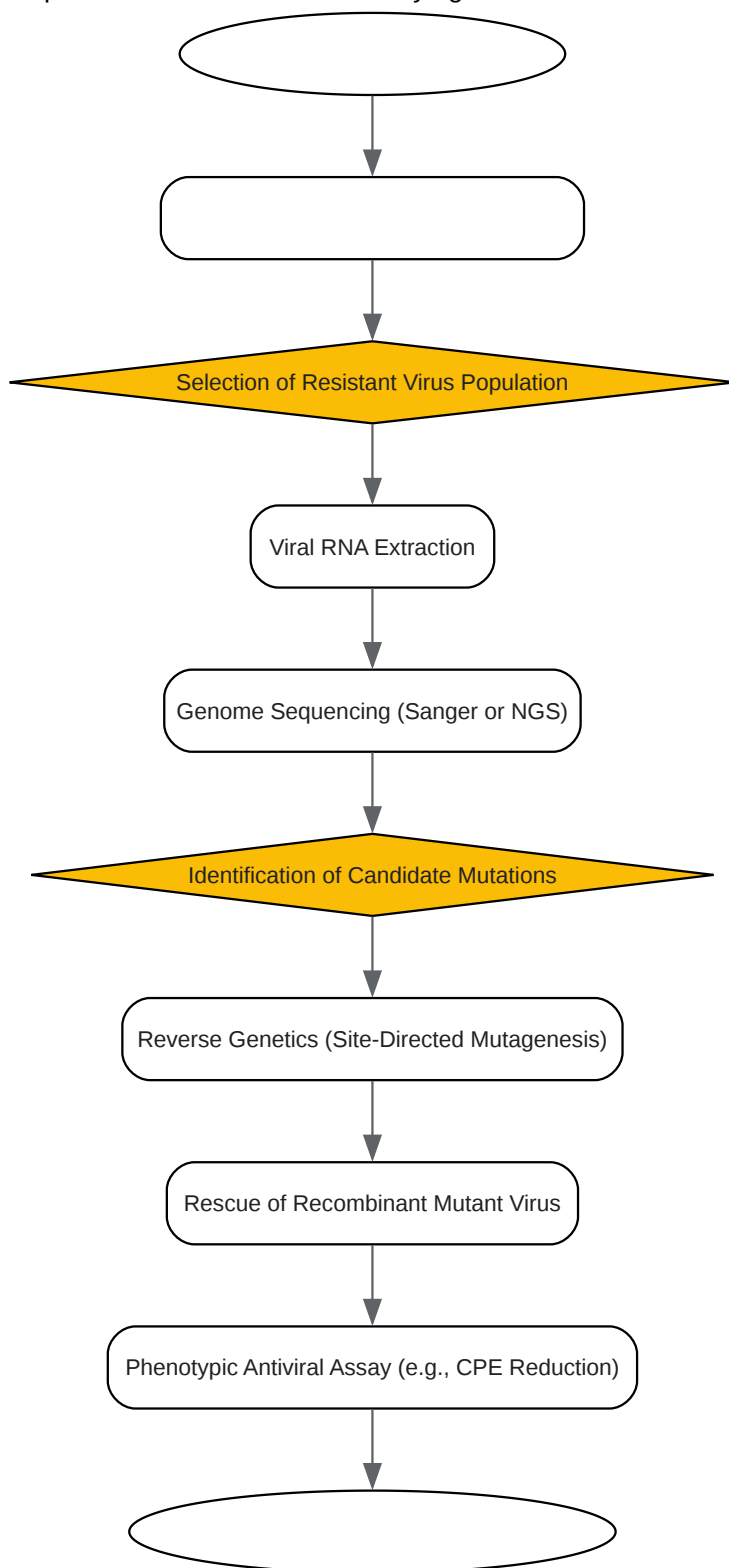 Selection of Resistant Virus Population
Viral RNA Extraction
Genome Sequencing (Sanger or NGS)
Identification of Candidate Mutations
Reverse Genetics (Site-Directed Mutagenesis)
Rescue of Recombinant Mutant Virus
Phenotypic Antiviral Assay (e.g., CPE Reduction)